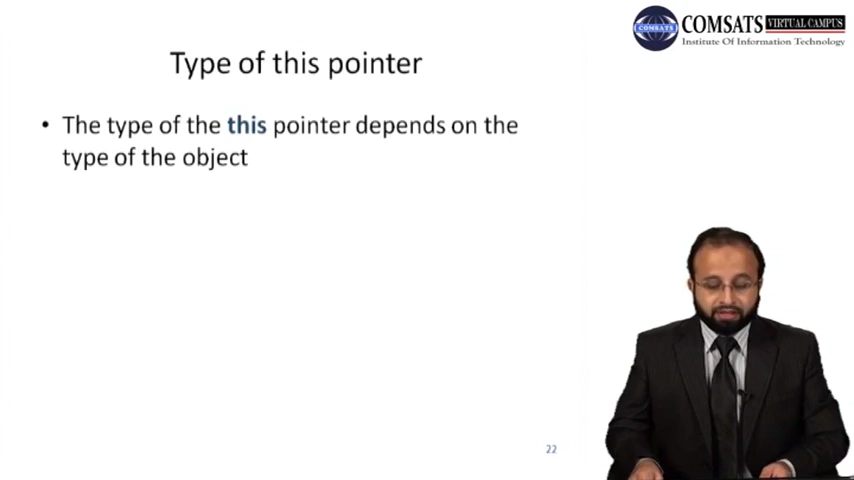 COMSATS VIRTUAL CAMPUS
COMSATS
Institute Of Information Technology
Type of this pointer
• The type of the this pointer depends on the
type of the object
22